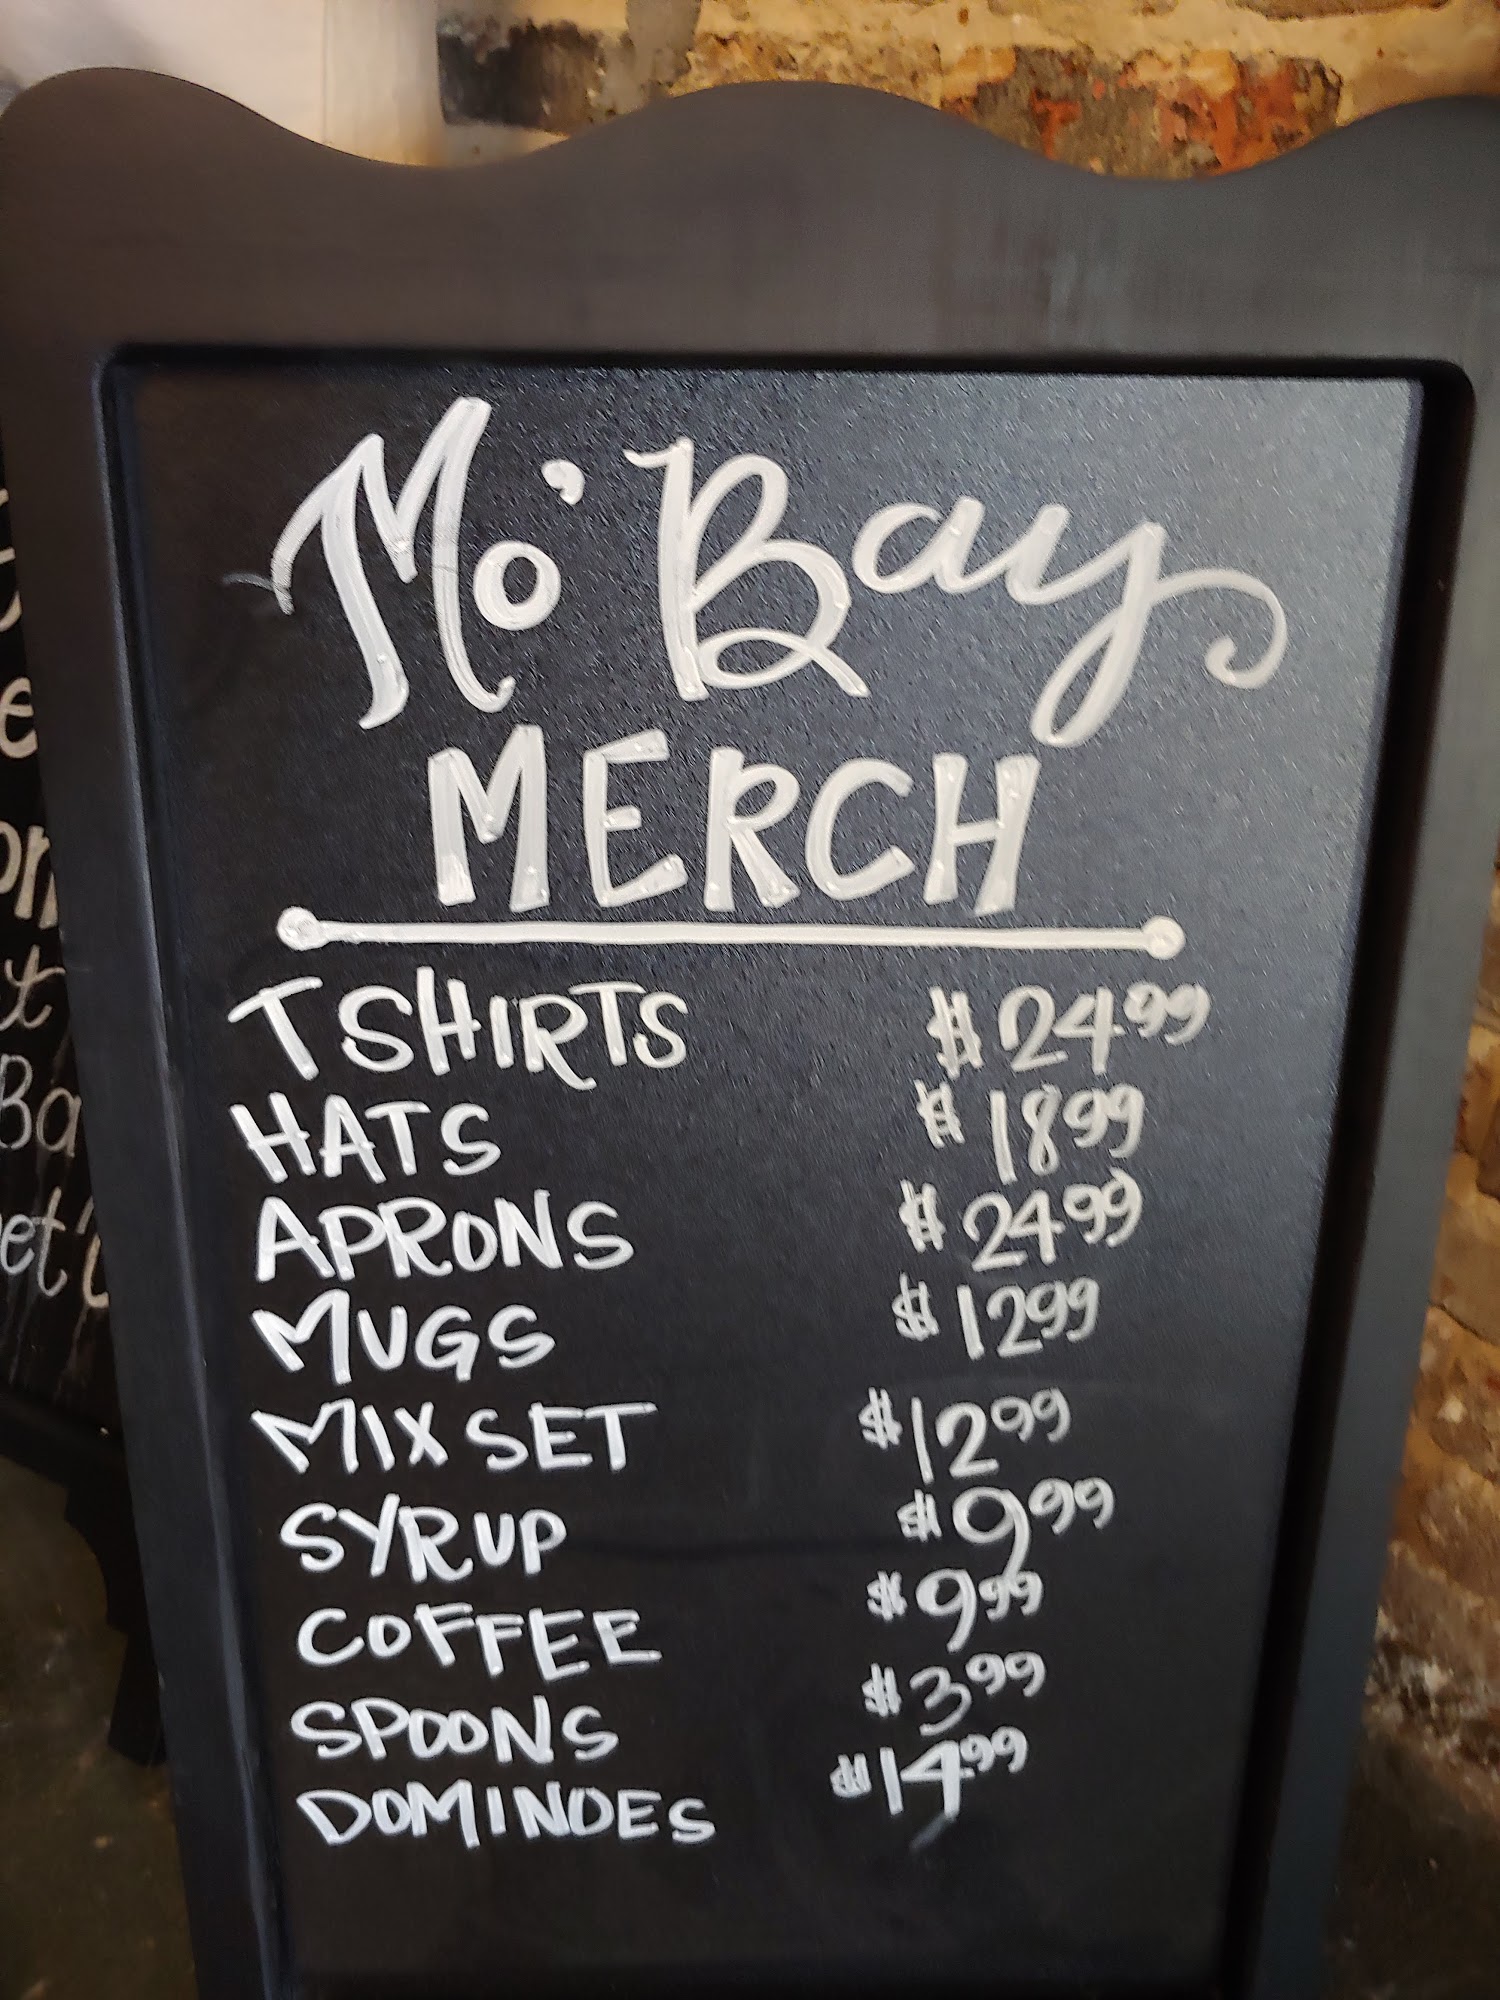 Mo' Bay
MERCH
T SHIRTS $24.99
HATS $18.99
APRONS $24.99
MUGS $12.99
MIX SET $12.99
SYRUP $9.99
COFFEE $9.99
SPOONS $3.99
DOMINOES $14.99